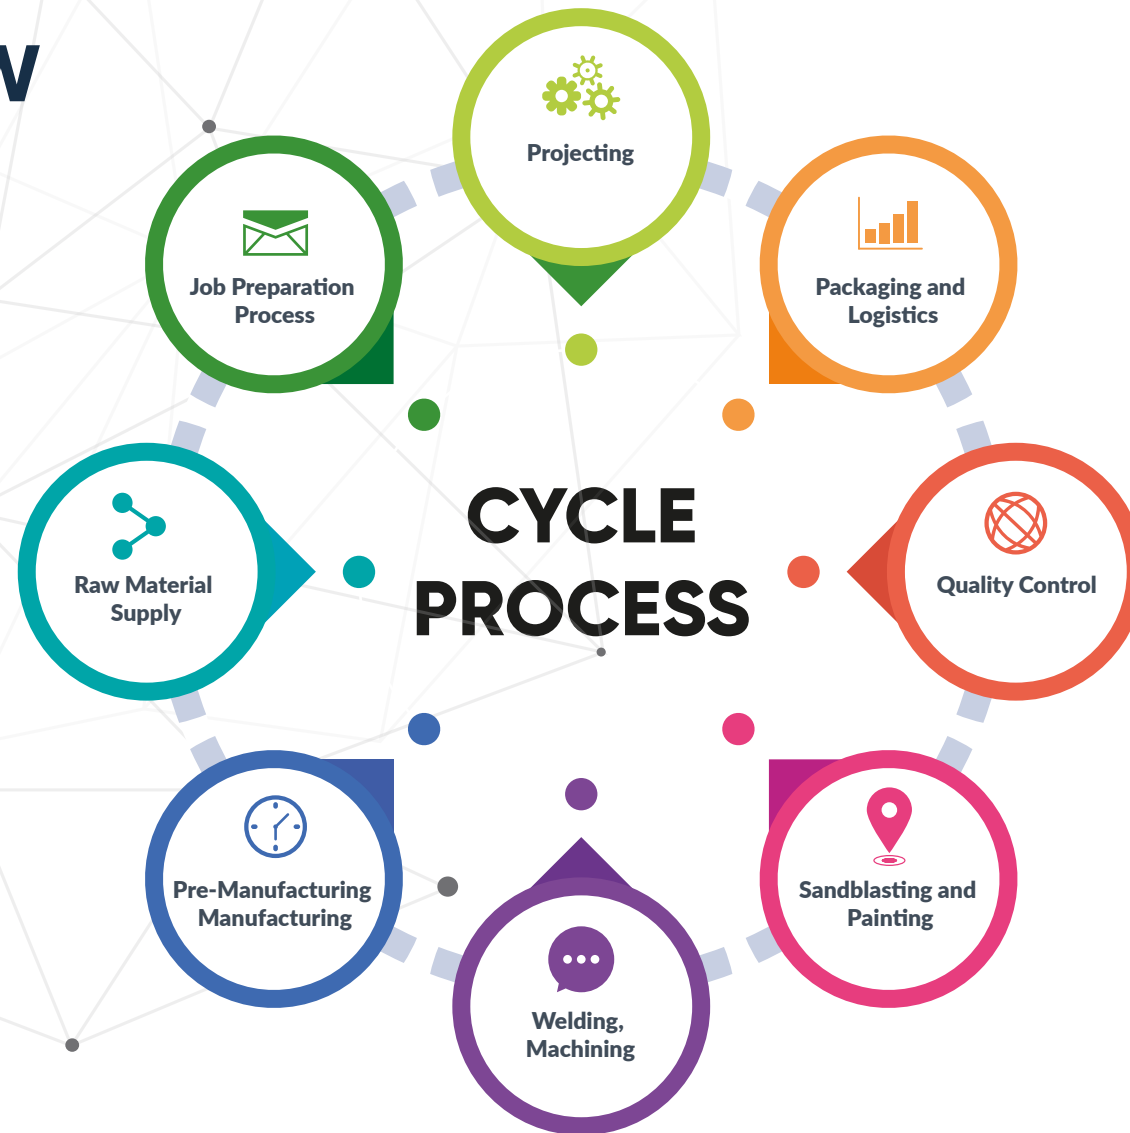 Projecting
Job Preparation
Process
Packaging and
Logistics
CYCLE
PROCESS
Raw Material
Supply
Quality Control
Pre-Manufacturing
Manufacturing
Sandblasting and
Painting
Welding,
Machining